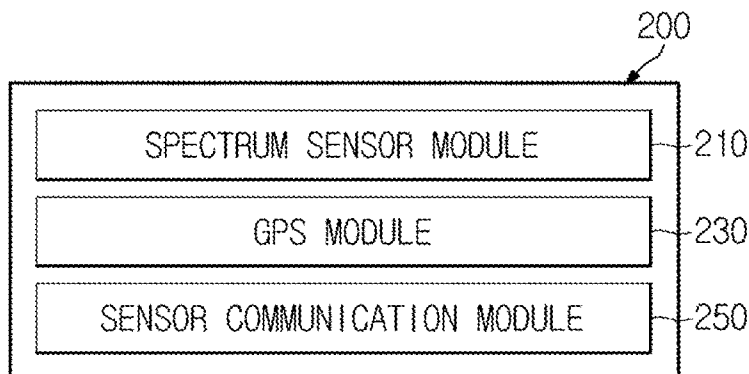 200
SPECTRUM SENSOR MODULE 210
GPS MODULE 230
SENSOR COMMUNICATION MODULE 250